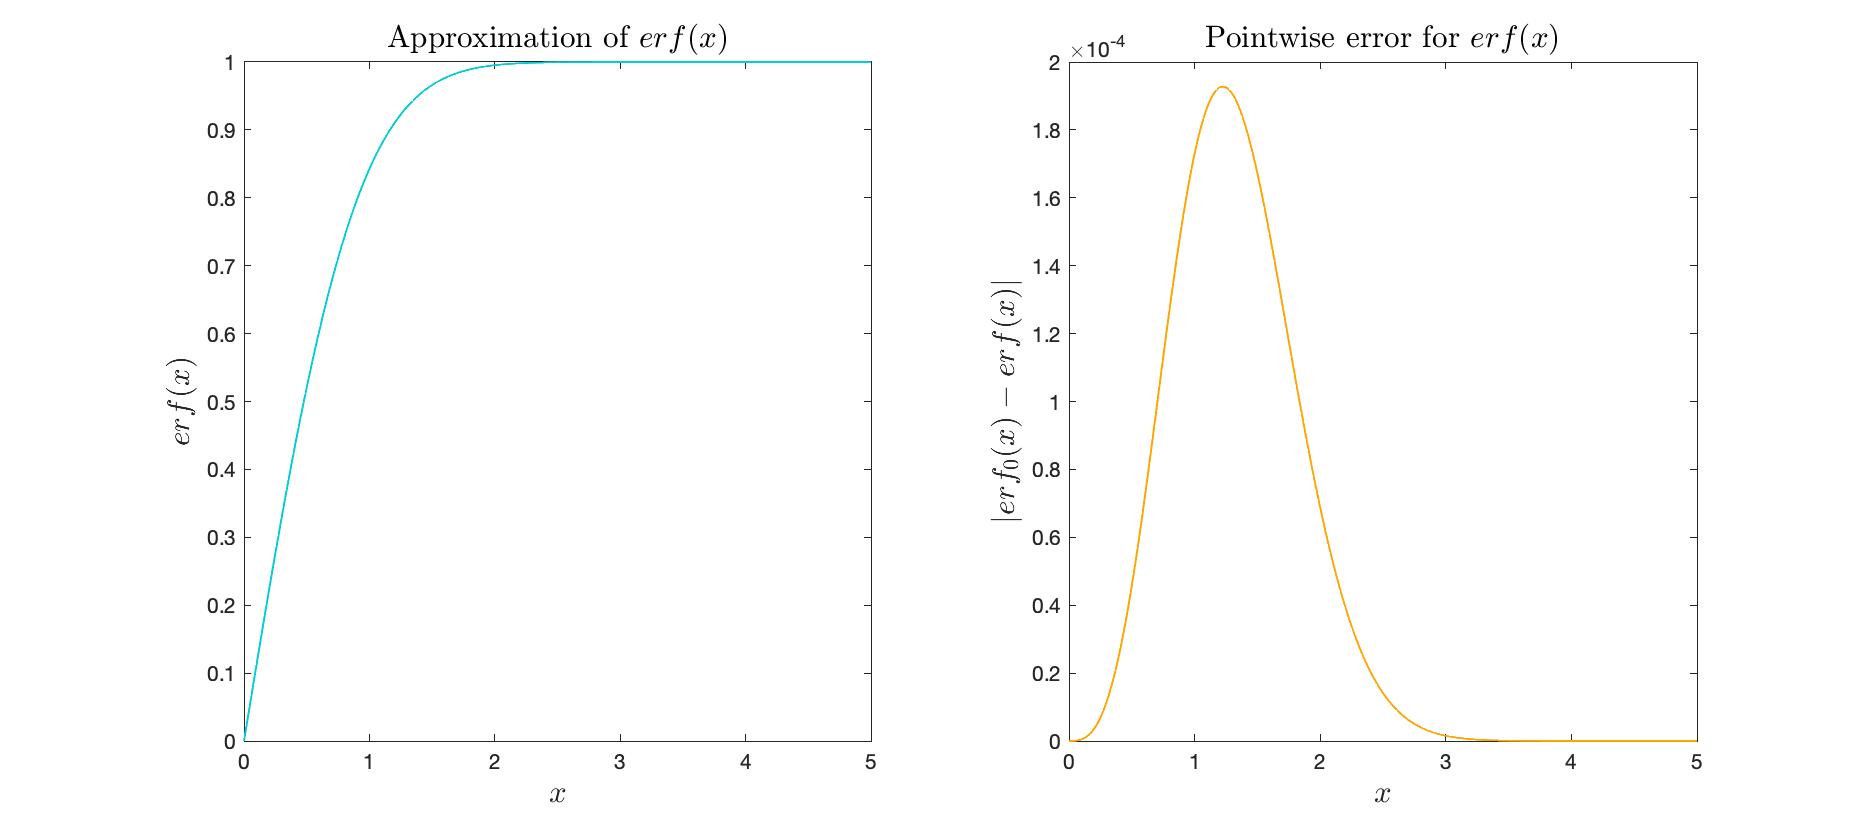 Approximation of erf(x)
erf(x)
1
0.9
0.8
0.7
0.6
0.5
0.4
0.3
0.2
0.1
0
0 1 2 3 4 5
x
Pointwise error for erf(x)
×10⁻⁴
|erf₀(x) − erf(x)|
2
1.8
1.6
1.4
1.2
1
0.8
0.6
0.4
0.2
0
0 1 2 3 4 5
x